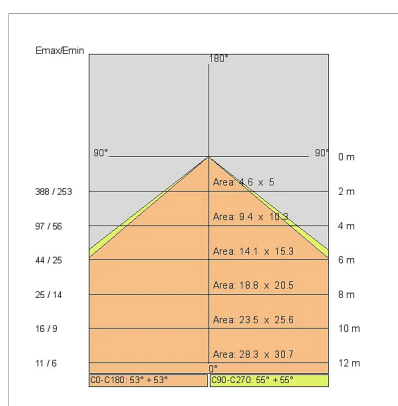 Emax/Emin
180°
90° 90° 0 m
Area: 4.6 x 5
388 / 253 2 m
Area: 9.4 x 10.3
97 / 56 4 m
Area: 14.1 x 15.3
44 / 25 6 m
Area: 18.8 x 20.5
25 / 14 8 m
Area: 23.5 x 25.6
16 / 9 10 m
Area: 28.3 x 30.7
11 / 6 12 m
0°
C0-C180: 53° + 53° C90-C270: 55° + 55°